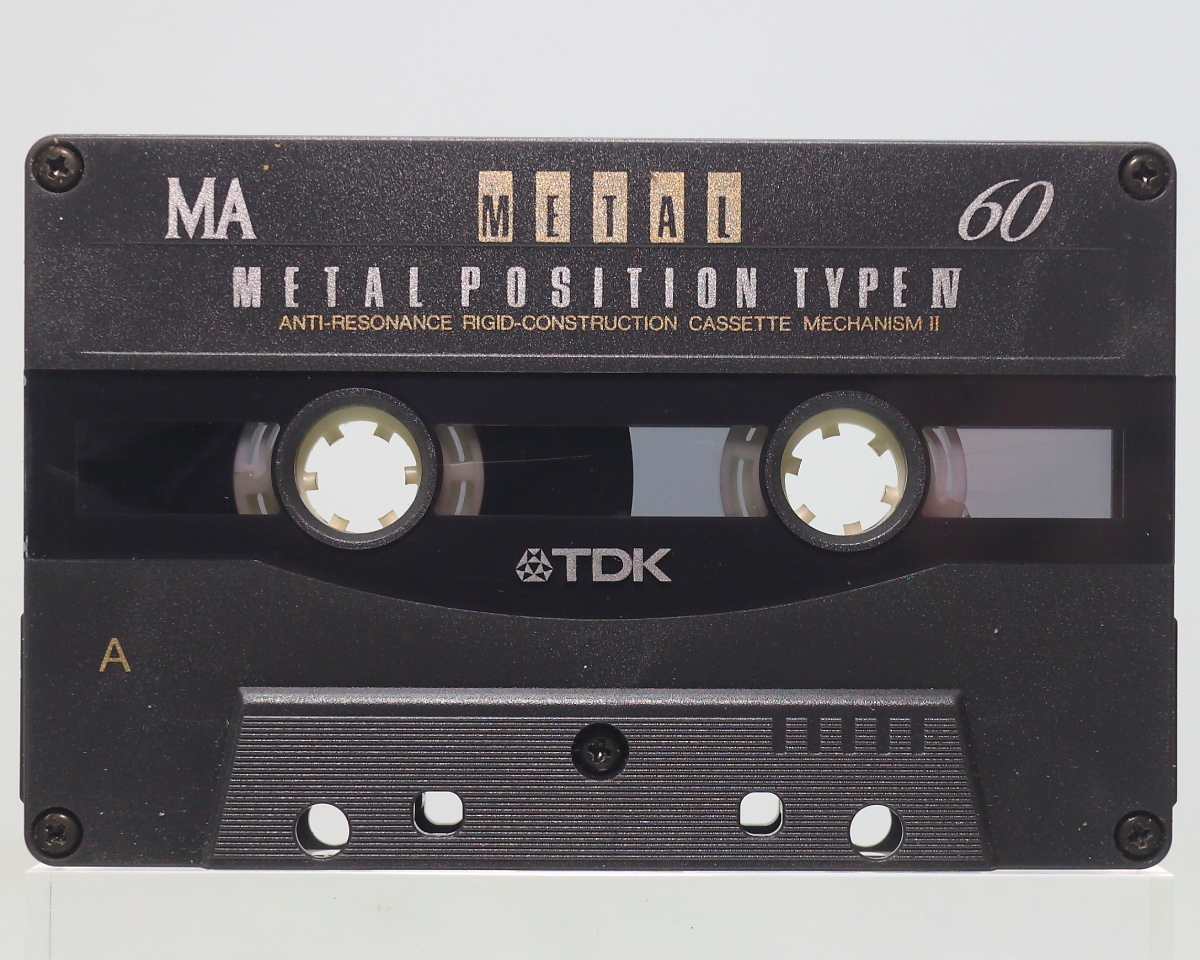 MA METAL 60
METAL POSITION TYPE IV
ANTI-RESONANCE RIGID-CONSTRUCTION CASSETTE MECHANISM II
TDK
A